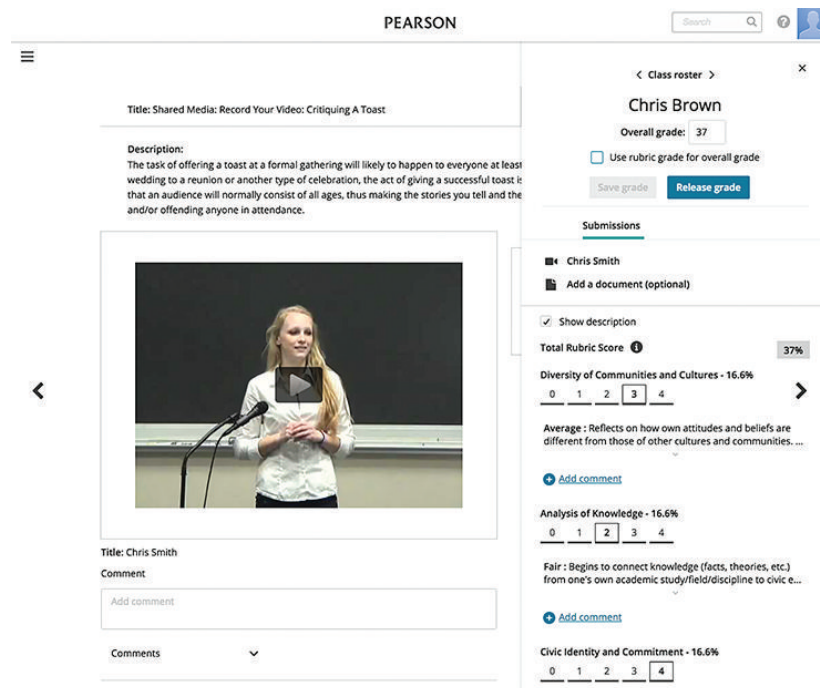 PEARSON
Search
Title: Shared Media: Record Your Video: Critiquing A Toast
Description:
The task of offering a toast at a formal gathering will likely to happen to everyone at least
wedding to a reunion or another type of celebration, the act of giving a successful toast is
that an audience will normally consist of all ages, thus making the stories you tell and the
and/or offending anyone in attendance.
Title: Chris Smith
Comment
Add comment
Comments
Class roster
Chris Brown
Overall grade: 37
Use rubric grade for overall grade
Save grade Release grade
Submissions
Chris Smith
Add a document (optional)
Show description
Total Rubric Score 37%
Diversity of Communities and Cultures - 16.6%
0 1 2 3 4
Average : Reflects on how own attitudes and beliefs are
different from those of other cultures and communities. ...
Add comment
Analysis of Knowledge - 16.6%
0 1 2 3 4
Fair : Begins to connect knowledge (facts, theories, etc.)
from one's own academic study/field/discipline to civic e...
Add comment
Civic Identity and Commitment - 16.6%
0 1 2 3 4